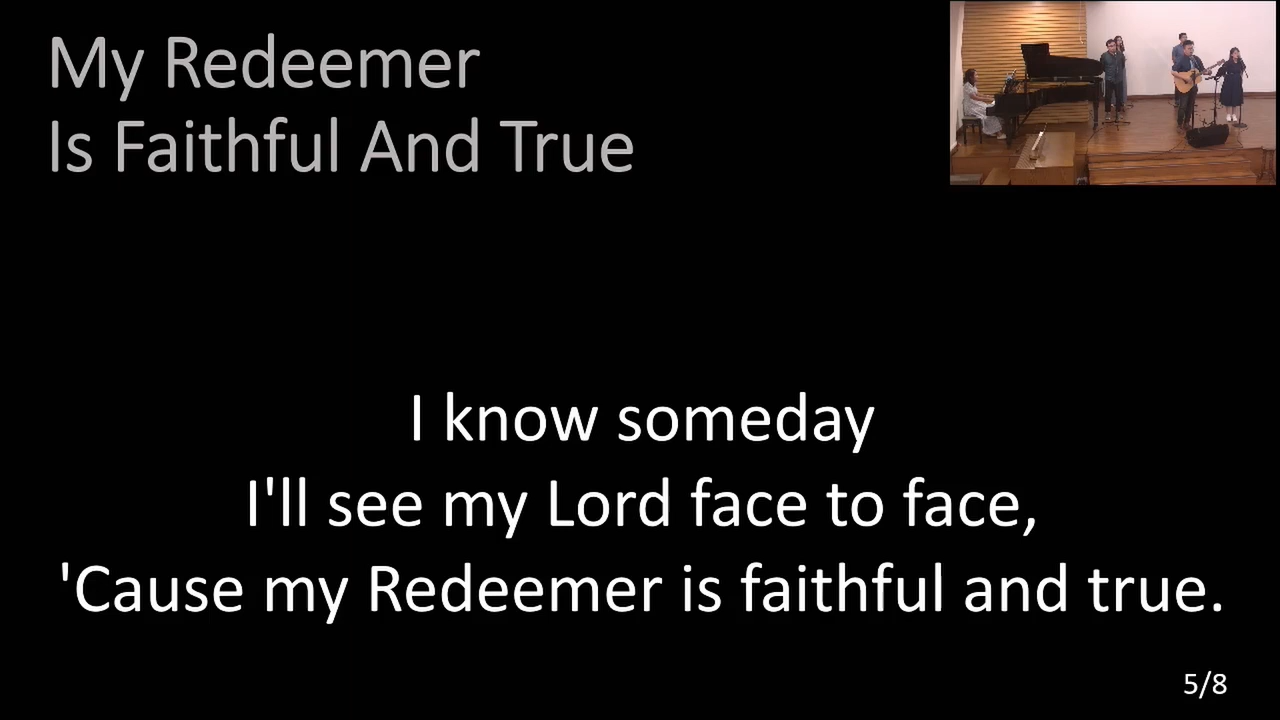 My Redeemer
Is Faithful And True
I know someday
I'll see my Lord face to face,
'Cause my Redeemer is faithful and true.
5/8